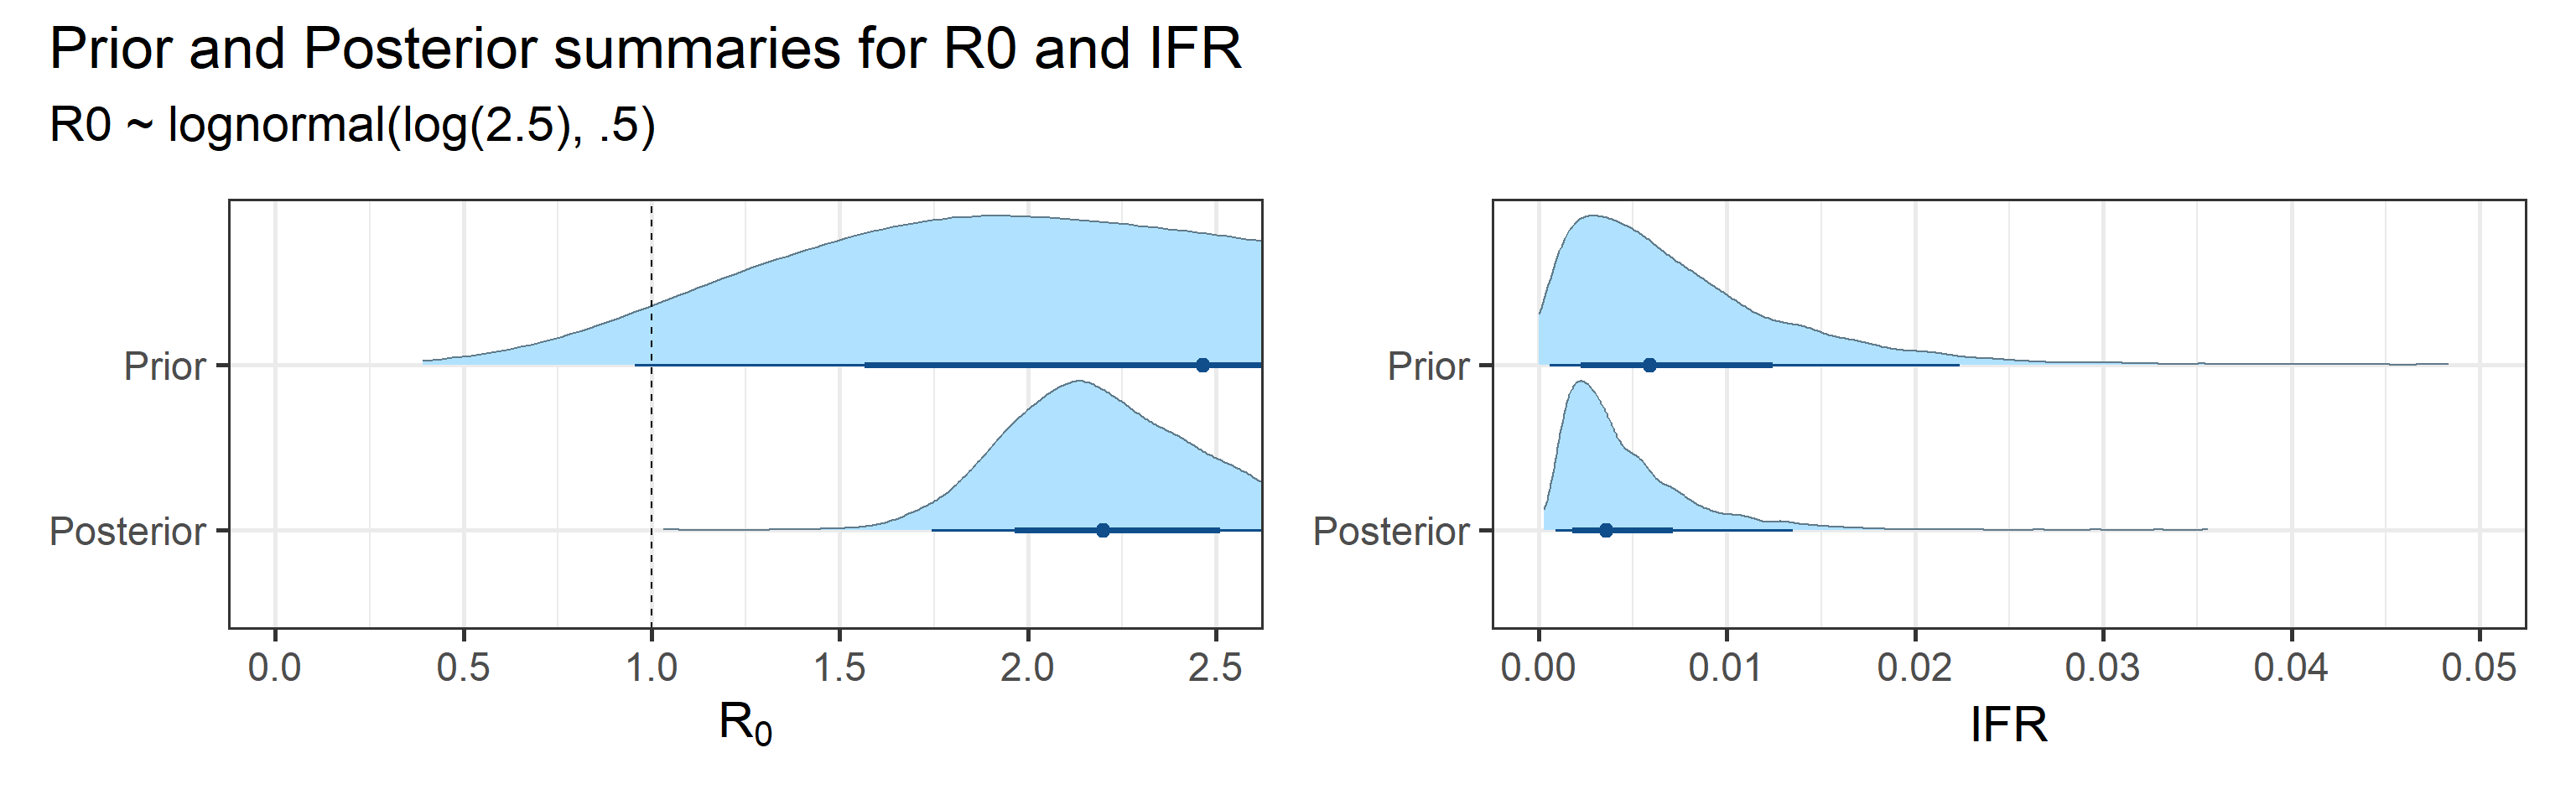 Prior and Posterior summaries for R0 and IFR
R0 ~ lognormal(log(2.5), .5)
Prior
Posterior
0.0 0.5 1.0 1.5 2.0 2.5
R₀
Prior
Posterior
0.00 0.01 0.02 0.03 0.04 0.05
IFR